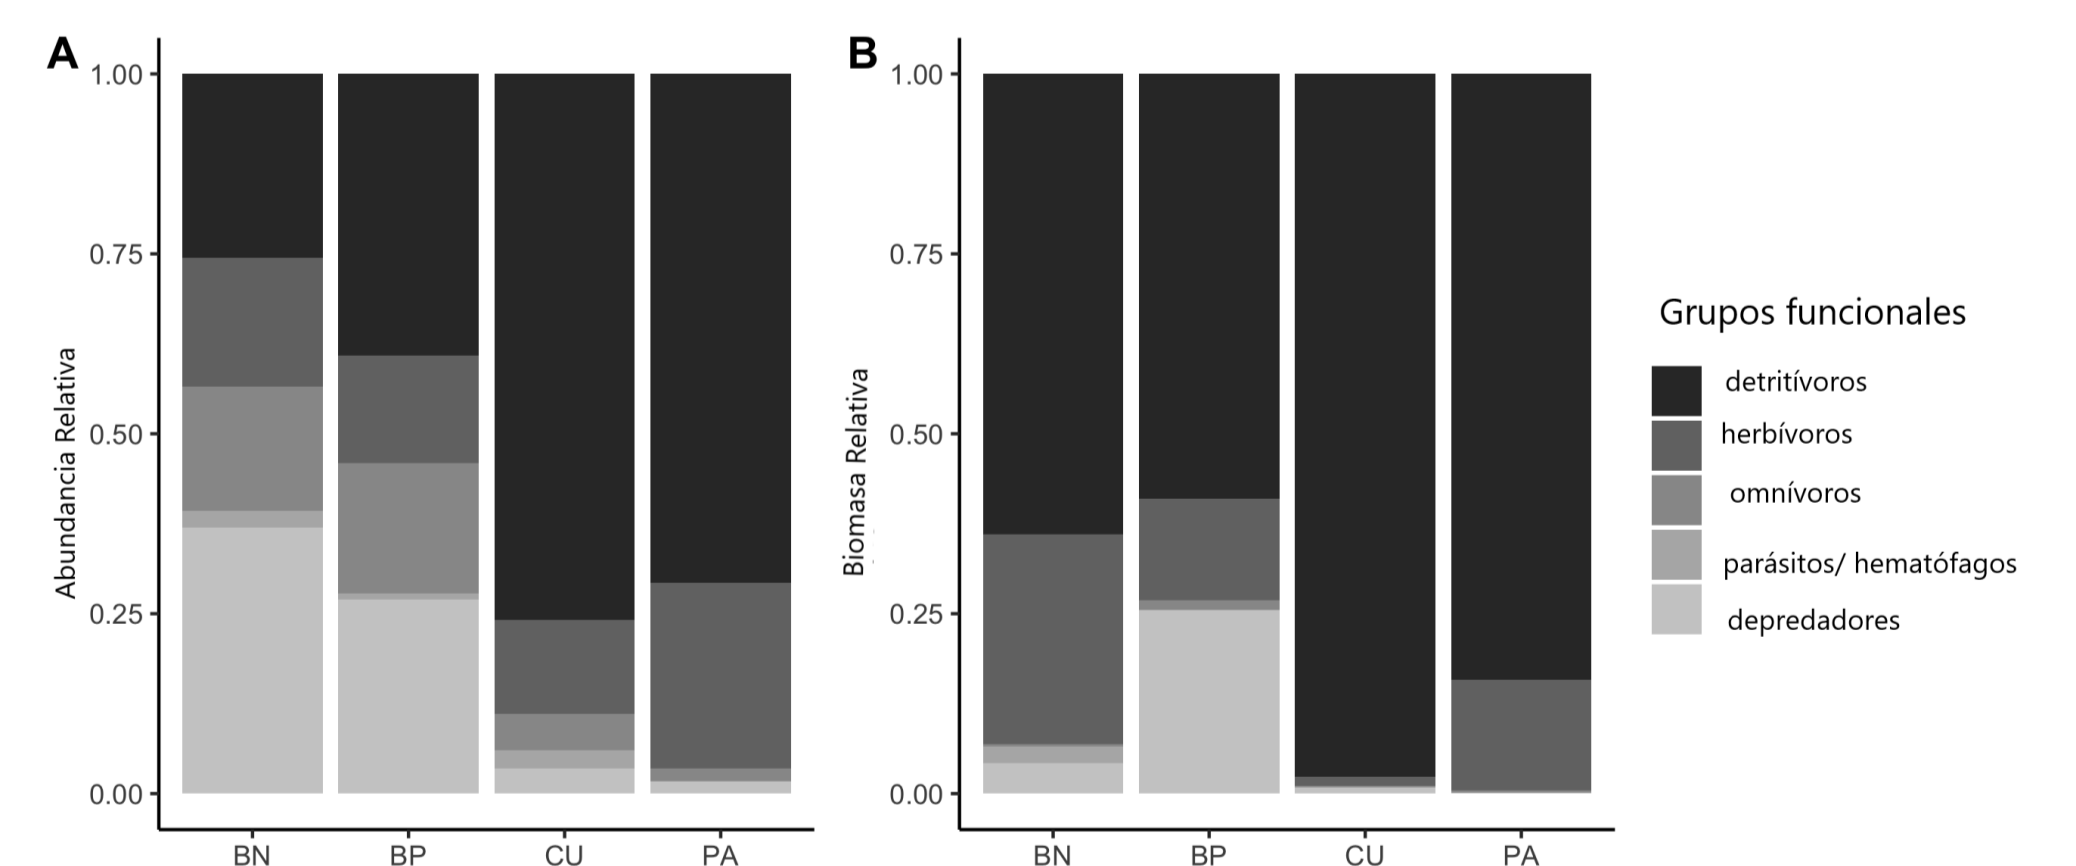 A
1.00
0.75
0.50
0.25
0.00
Abundancia Relativa
BN BP CU PA
B
1.00
0.75
0.50
0.25
0.00
Biomasa Relativa
BN BP CU PA
Grupos funcionales
detritívoros
herbívoros
omnívoros
parásitos/ hematófagos
depredadores